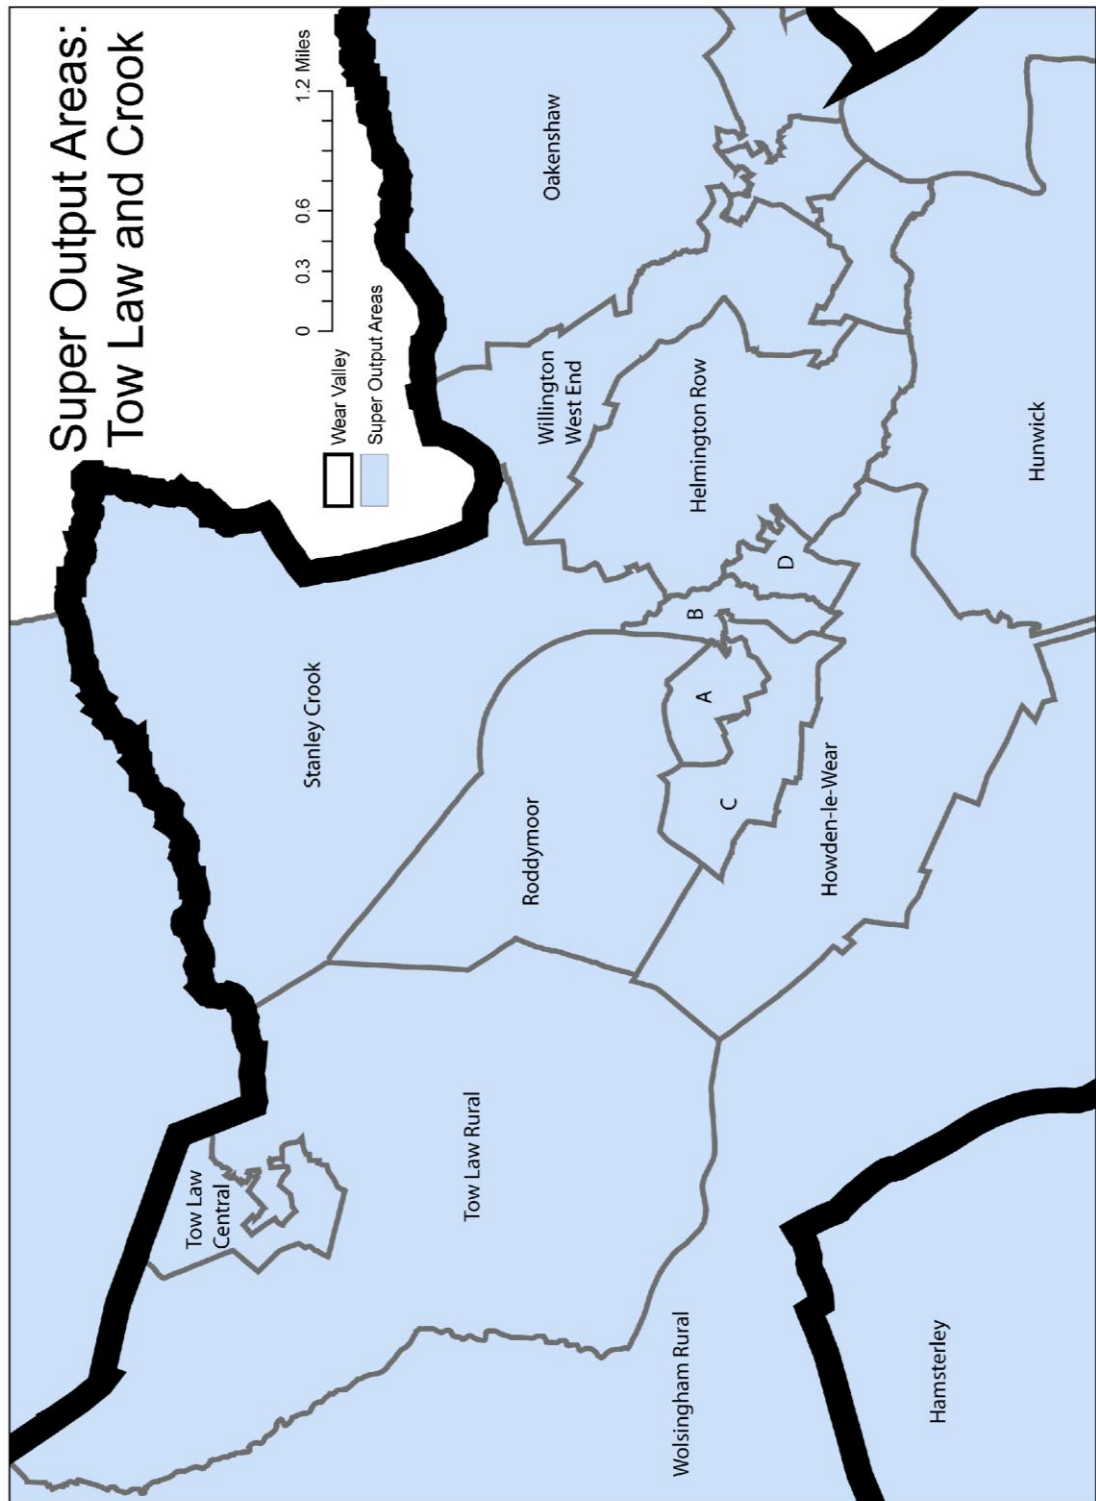 Super Output Areas:
Tow Law and Crook
0 0.3 0.6 1.2 Miles
Wear Valley
Super Output Areas
Tow Law
Central
Stanley Crook
Tow Law Rural
Roddymoor
Willington
West End
Oakenshaw
Wolsingham Rural
C
A
B
Helmington Row
D
Howden-le-Wear
Hamsterley
Hunwick